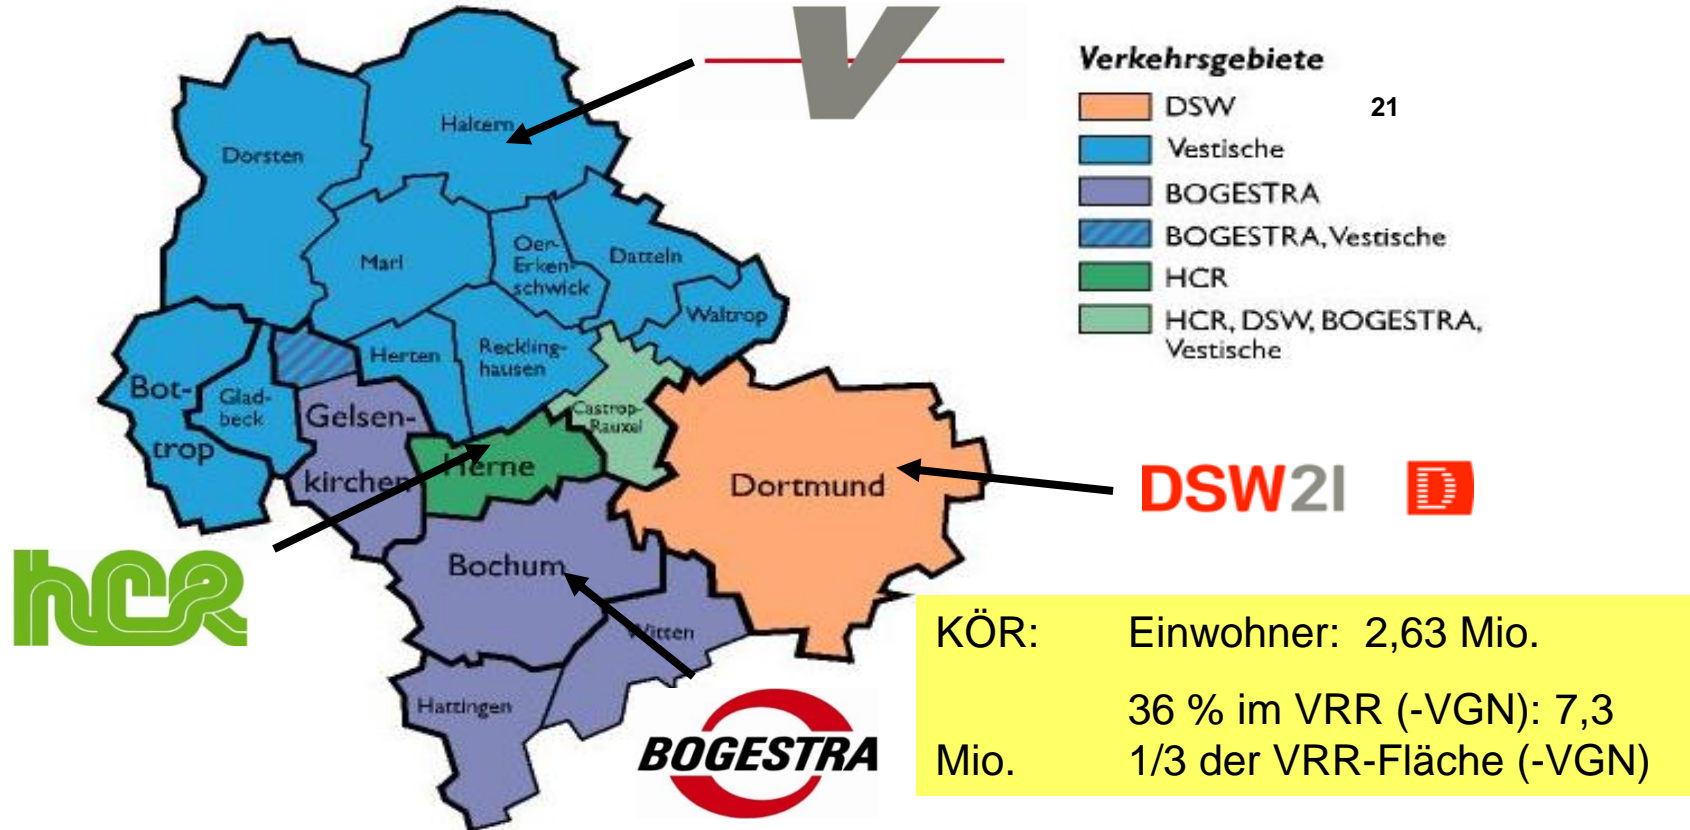 V
Verkehrsgebiete
DSW 21
Vestische
BOGESTRA
BOGESTRA, Vestische
HCR
HCR, DSW, BOGESTRA,
Vestische
Haltern
Dorsten
Marl
Oer-
Erken-
schwick
Datteln
Waltrop
Herten
Reckling-
hausen
Bot-
trop
Glad-
beck
Gelsen-
kirchen
Castrop-
Rauxel
Herne
Dortmund
Bochum
Witten
Hattingen
hCR
DSW21 D
BOGESTRA
KÖR: Einwohner: 2,63 Mio.
36 % im VRR (-VGN): 7,3
Mio. 1/3 der VRR-Fläche (-VGN)